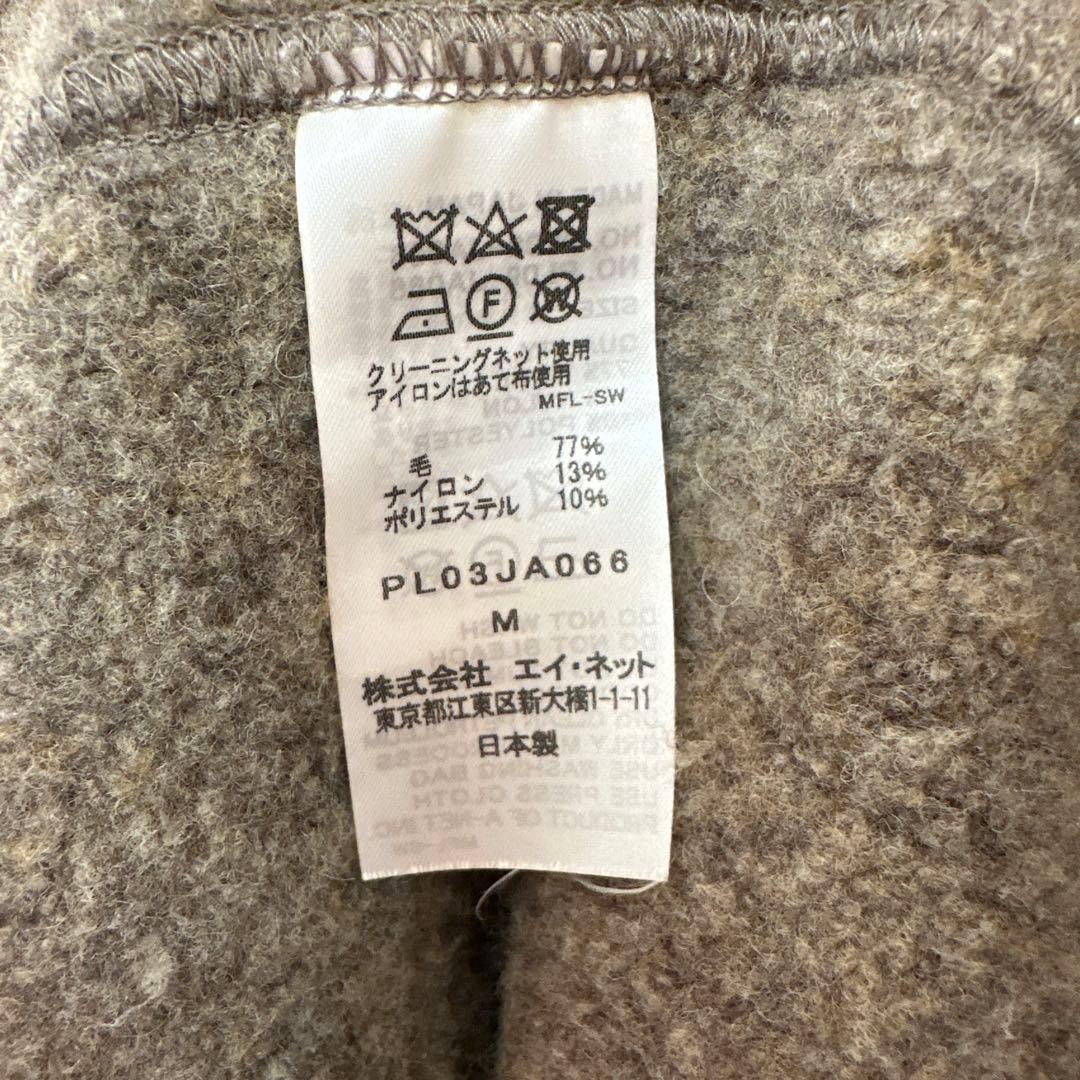 F W
クリーニングネット使用
アイロンはあて布使用
MFL-SW
毛 77%
ナイロン 13%
ポリエステル 10%
PL03JA066
M
株式会社 エイ・ネット
東京都江東区新大橋1-1-11
日本製